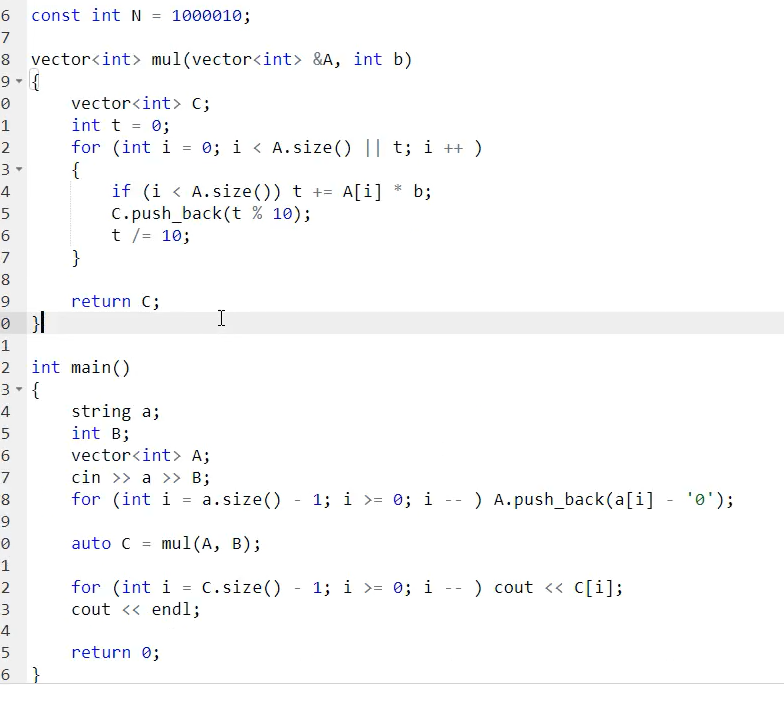 6 const int N = 1000010;
7
8 vector<int> mul(vector<int> &A, int b)
9 {
0     vector<int> C;
1     int t = 0;
2     for (int i = 0; i < A.size() || t; i ++ )
3     {
4         if (i < A.size()) t += A[i] * b;
5         C.push_back(t % 10);
6         t /= 10;
7     }
8
9     return C;
0 }
1
2 int main()
3 {
4     string a;
5     int B;
6     vector<int> A;
7     cin >> a >> B;
8     for (int i = a.size() - 1; i >= 0; i -- ) A.push_back(a[i] - '0');
9
0     auto C = mul(A, B);
1
2     for (int i = C.size() - 1; i >= 0; i -- ) cout << C[i];
3     cout << endl;
4
5     return 0;
6 }